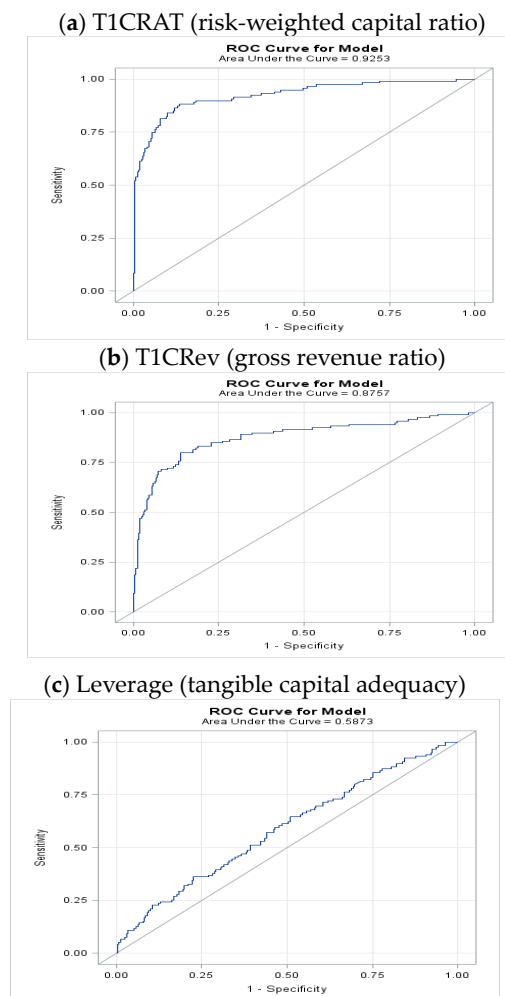 (a) T1CRAT (risk-weighted capital ratio)
ROC Curve for Model
Area Under the Curve = 0.9253
1.00
0.75
0.50
0.25
0.00
Sensitivity
0.00 0.25 0.50 0.75 1.00
1 - Specificity
(b) T1CRev (gross revenue ratio)
ROC Curve for Model
Area Under the Curve = 0.8757
1.00
0.75
0.50
0.25
0.00
Sensitivity
0.00 0.25 0.50 0.75 1.00
1 - Specificity
(c) Leverage (tangible capital adequacy)
ROC Curve for Model
Area Under the Curve = 0.5873
1.00
0.75
0.50
0.25
0.00
Sensitivity
0.00 0.25 0.50 0.75 1.00
1 - Specificity